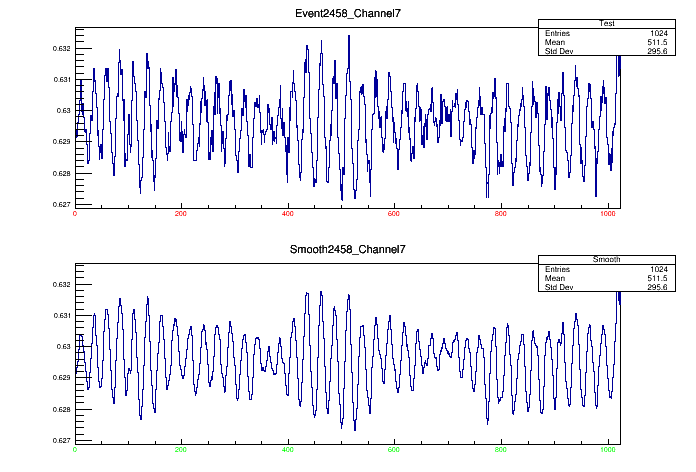 Event2458_Channel7
Test
Entries 1024
Mean 511.5
Std Dev 295.6
0.632
0.631
0.63
0.629
0.628
0.627
0 200 400 600 800 1000
Smooth2458_Channel7
Smooth
Entries 1024
Mean 511.5
Std Dev 295.6
0.632
0.631
0.63
0.629
0.628
0.627
0 200 400 600 800 1000